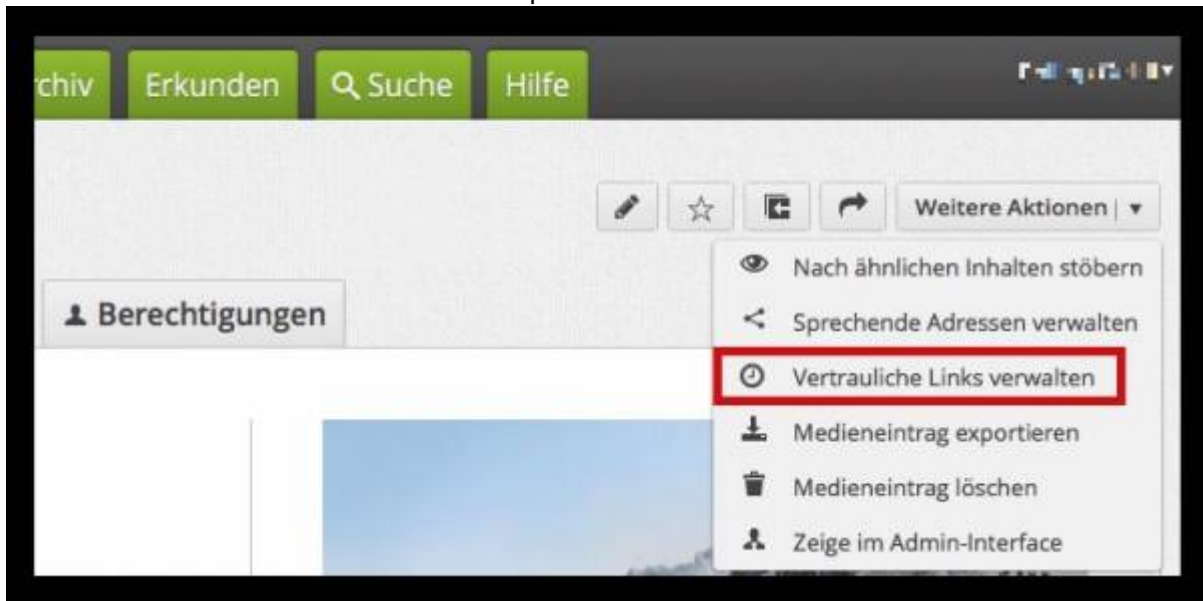 chiv Erkunden Suche Hilfe
Weitere Aktionen
Nach ähnlichen Inhalten stöbern
Berechtigungen
Sprechende Adressen verwalten
Vertrauliche Links verwalten
Medieneintrag exportieren
Medieneintrag löschen
Zeige im Admin-Interface